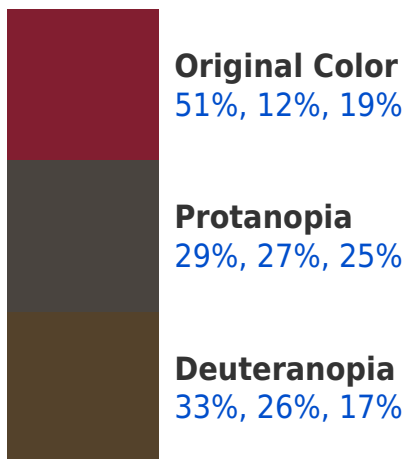 Original Color
51%, 12%, 19%
Protanopia
29%, 27%, 25%
Deuteranopia
33%, 26%, 17%